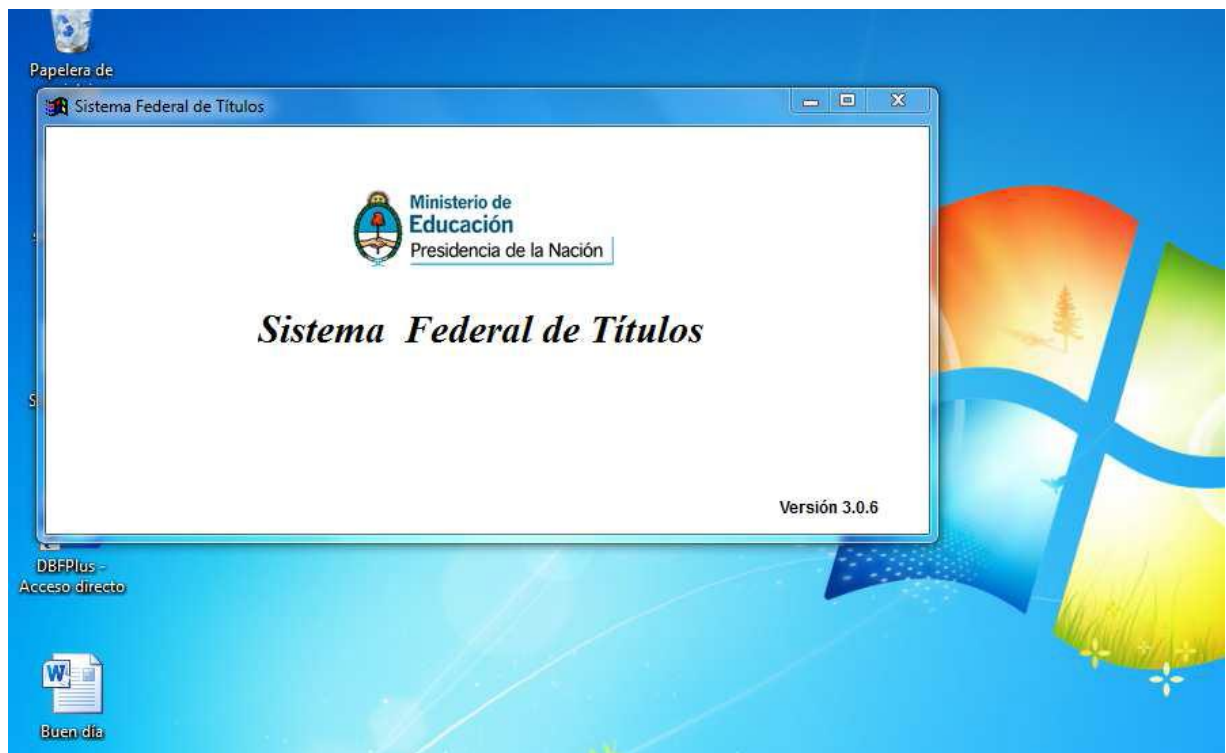 Papelera de
Sistema Federal de Títulos
Ministerio de
Educación
Presidencia de la Nación
Sistema Federal de Títulos
Versión 3.0.6
DBFPlus -
Acceso directo
W
Buen día